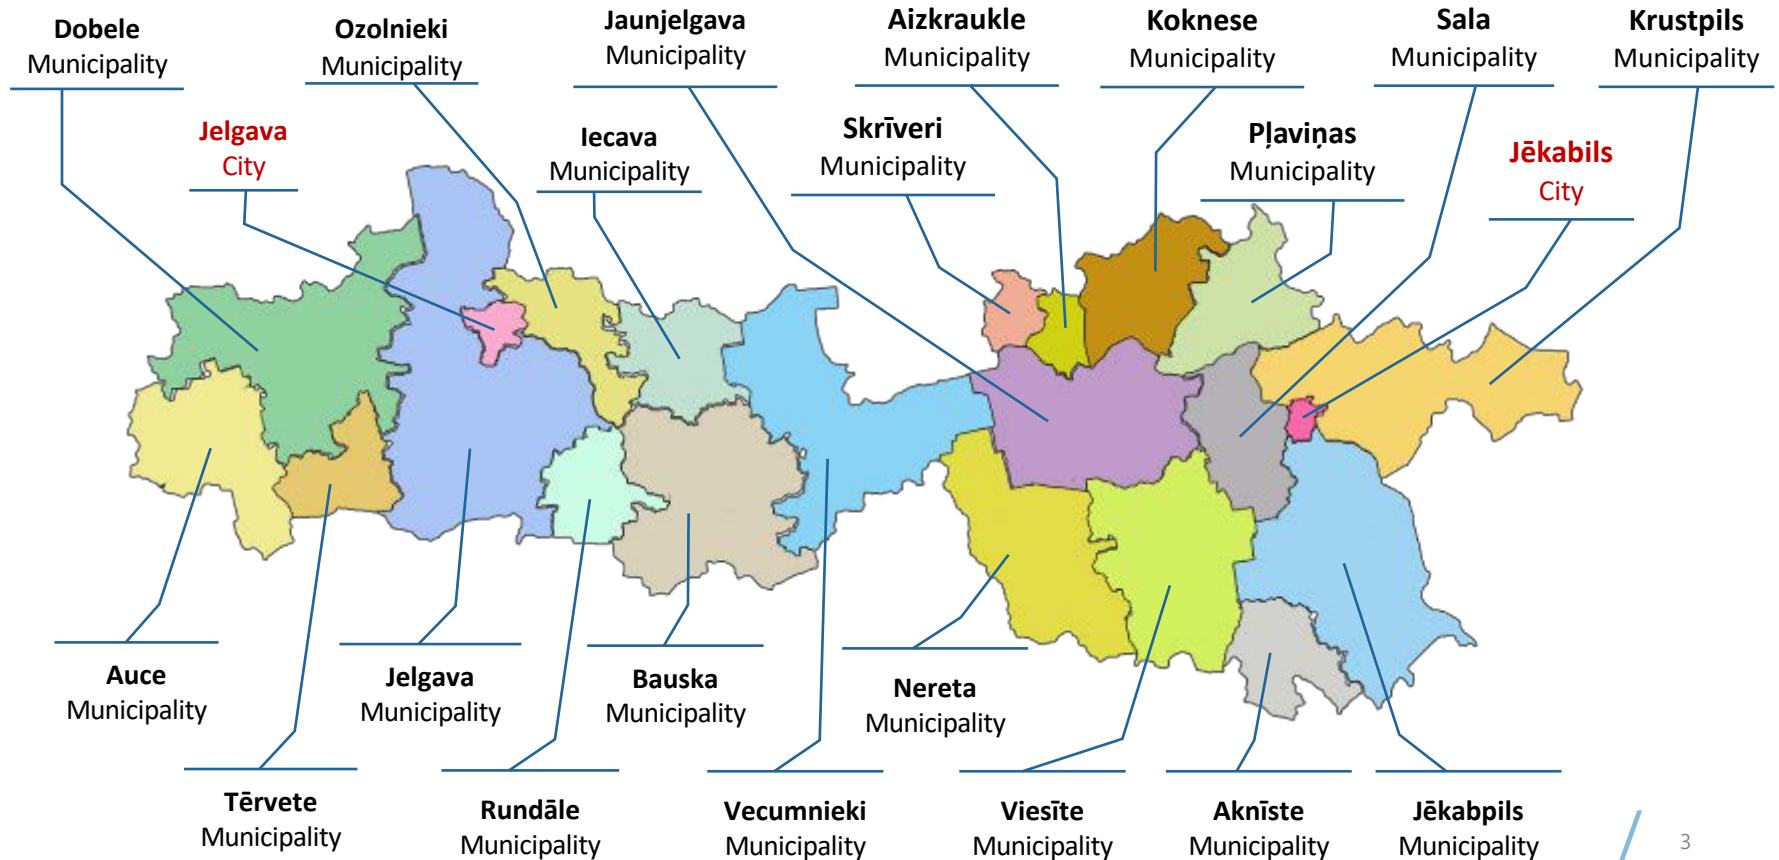 Dobele
Municipality
Ozolnieki
Municipality
Jaunjelgava
Municipality
Aizkraukle
Municipality
Koknese
Municipality
Sala
Municipality
Krustpils
Municipality
Jelgava
City
Iecava
Municipality
Skrīveri
Municipality
Pļaviņas
Municipality
Jēkabils
City
Auce
Municipality
Jelgava
Municipality
Bauska
Municipality
Nereta
Municipality
Tērvete
Municipality
Rundāle
Municipality
Vecumnieki
Municipality
Viesīte
Municipality
Aknīste
Municipality
Jēkabpils
Municipality
3